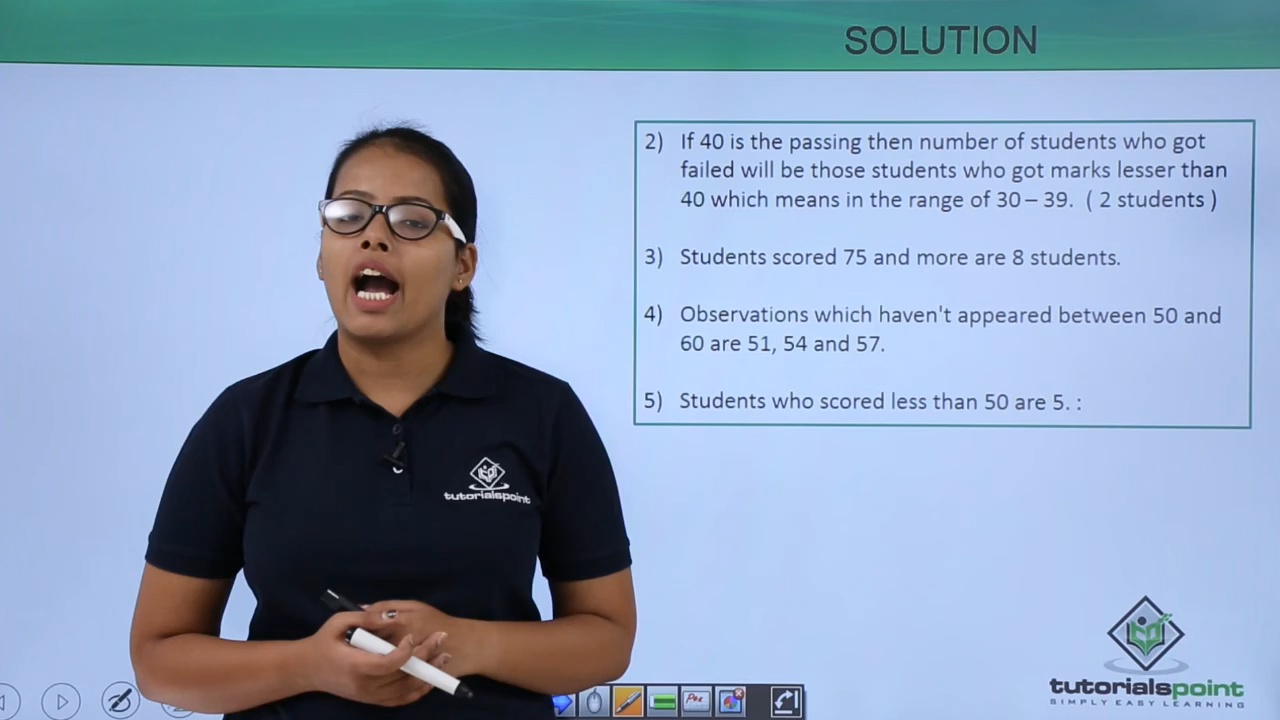 SOLUTION
2) If 40 is the passing then number of students who got
failed will be those students who got marks lesser than
40 which means in the range of 30 – 39. ( 2 students )
3) Students scored 75 and more are 8 students.
4) Observations which haven't appeared between 50 and
60 are 51, 54 and 57.
5) Students who scored less than 50 are 5. :
tutorialspoint
tutorialspoint
SIMPLY EASY LEARNING